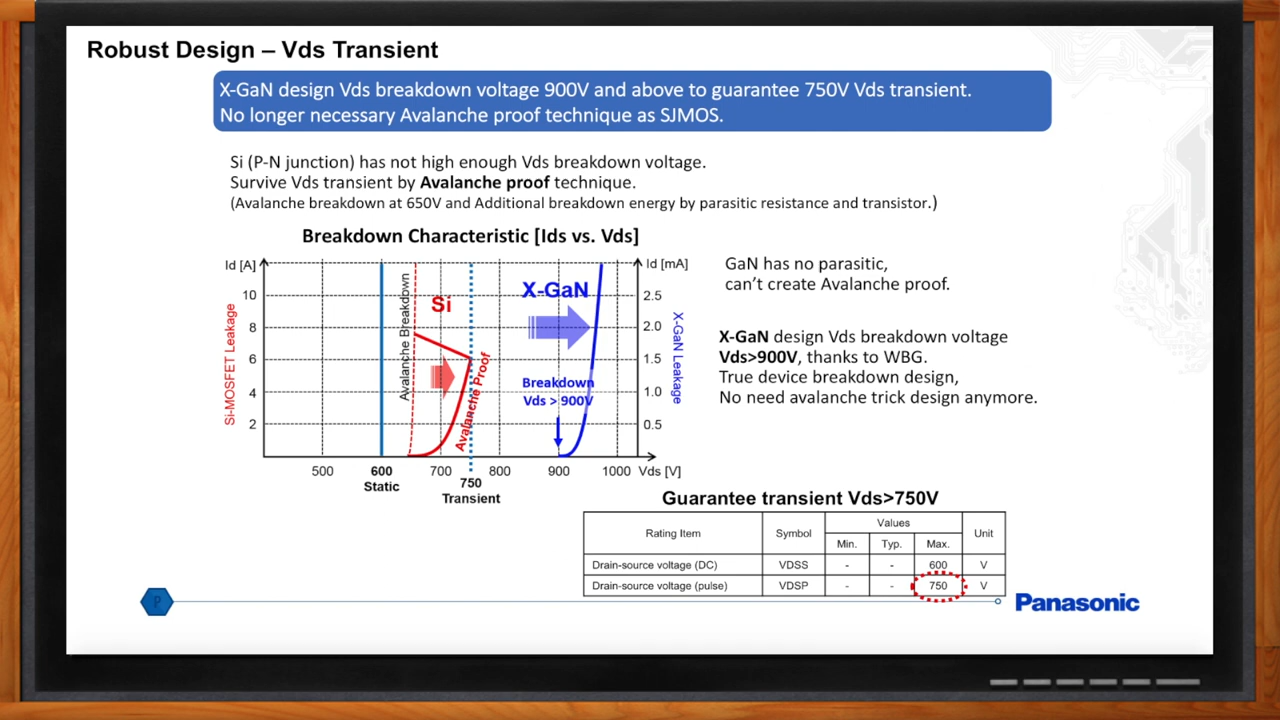 Robust Design – Vds Transient
X-GaN design Vds breakdown voltage 900V and above to guarantee 750V Vds transient.
No longer necessary Avalanche proof technique as SJMOS.
Si (P-N junction) has not high enough Vds breakdown voltage.
Survive Vds transient by Avalanche proof technique.
(Avalanche breakdown at 650V and Additional breakdown energy by parasitic resistance and transistor.)
Breakdown Characteristic [Ids vs. Vds]
Id [A]
Id [mA]
Si-MOSFET Leakage
10
8
6
4
2
Avalanche Breakdown
Si
Avalanche Proof
X-GaN
Breakdown
Vds > 900V
2.5
2.0
1.5
1.0
0.5
X-GaN Leakage
500
600
700
800
900
1000
Vds [V]
Static
750
Transient
GaN has no parasitic,
can't create Avalanche proof.
X-GaN design Vds breakdown voltage
Vds>900V, thanks to WBG.
True device breakdown design,
No need avalanche trick design anymore.
Guarantee transient Vds>750V
Rating Item Symbol Values Unit
Min. Typ. Max.
Drain-source voltage (DC) VDSS - - 600 V
Drain-source voltage (pulse) VDSP - - 750 V
P
Panasonic